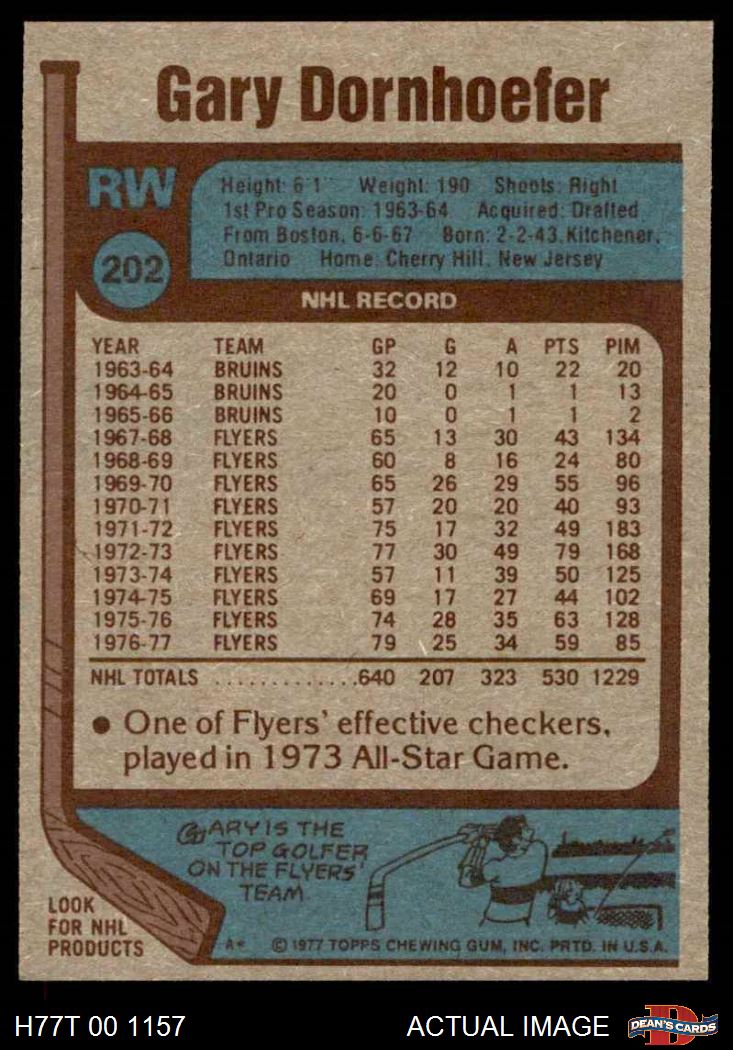 Gary Dornhoefer
RW
Height: 6'1" Weight: 190 Shoots: Right
1st Pro Season: 1963-64 Acquired: Drafted
From Boston, 6-6-67 Born: 2-2-43, Kitchener,
Ontario Home: Cherry Hill, New Jersey
202
NHL RECORD
YEAR TEAM GP G A PTS PIM
1963-64 BRUINS 32 12 10 22 20
1964-65 BRUINS 20 0 1 1 13
1965-66 BRUINS 10 0 1 1 2
1967-68 FLYERS 65 13 30 43 134
1968-69 FLYERS 60 8 16 24 80
1969-70 FLYERS 65 26 29 55 96
1970-71 FLYERS 57 20 20 40 93
1971-72 FLYERS 75 17 32 49 183
1972-73 FLYERS 77 30 49 79 168
1973-74 FLYERS 57 11 39 50 125
1974-75 FLYERS 69 17 27 44 102
1975-76 FLYERS 74 28 35 63 128
1976-77 FLYERS 79 25 34 59 85
NHL TOTALS .............640 207 323 530 1229
● One of Flyers' effective checkers,
played in 1973 All-Star Game.
GARY IS THE
TOP GOLFER
ON THE FLYERS'
TEAM.
LOOK
FOR NHL
PRODUCTS
A* © 1977 TOPPS CHEWING GUM, INC. PRTD. IN U.S.A.
H77T 00 1157 ACTUAL IMAGE D DEAN'S CARDS